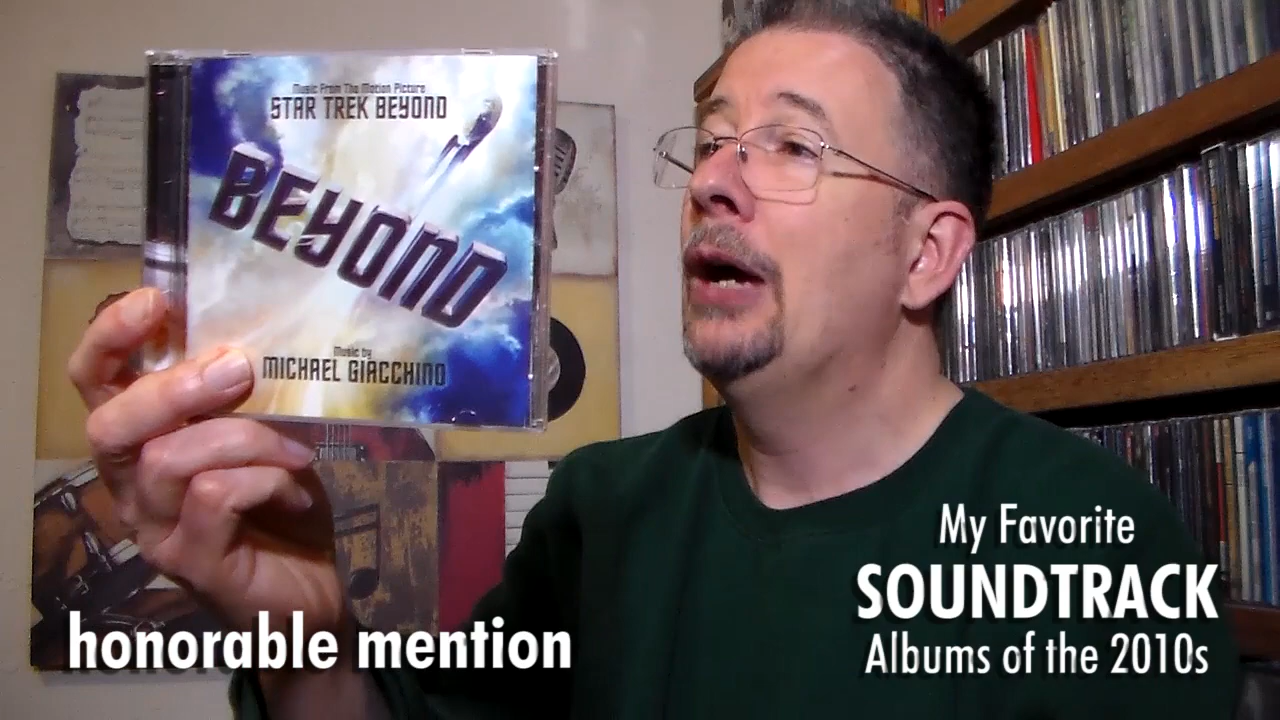 Music From The Motion Picture
STAR TREK BEYOND
BEYOND
Music by
MICHAEL GIACCHINO
My Favorite
SOUNDTRACK
Albums of the 2010s
honorable mention